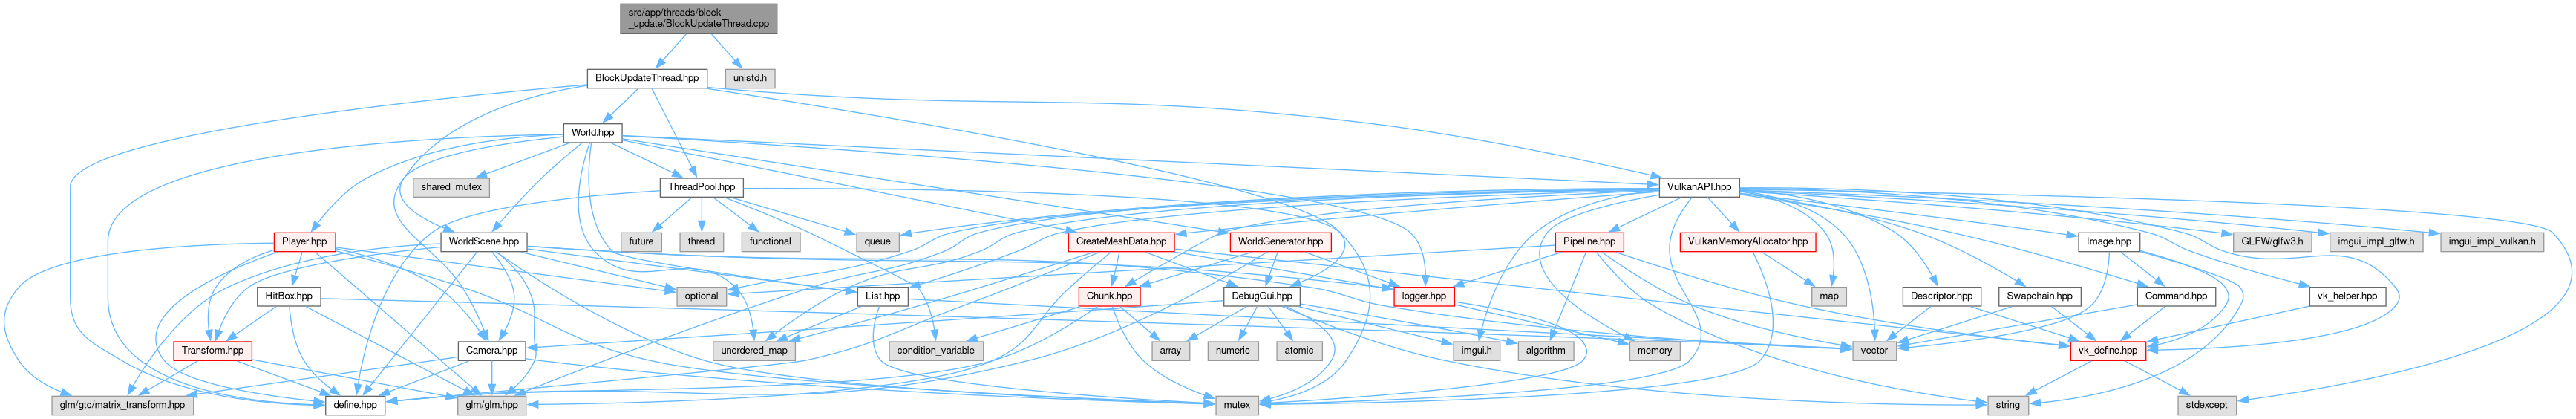 src/app/threads/block
_update/BlockUpdateThread.cpp
BlockUpdateThread.hpp
unistd.h
World.hpp
shared_mutex
ThreadPool.hpp
VulkanAPI.hpp
Player.hpp
WorldScene.hpp
future
thread
functional
queue
CreateMeshData.hpp
WorldGenerator.hpp
Pipeline.hpp
VulkanMemoryAllocator.hpp
Image.hpp
GLFW/glfw3.h
imgui_impl_glfw.h
imgui_impl_vulkan.h
HitBox.hpp
optional
List.hpp
Chunk.hpp
DebugGui.hpp
logger.hpp
map
Descriptor.hpp
Swapchain.hpp
Command.hpp
vk_helper.hpp
Transform.hpp
Camera.hpp
unordered_map
condition_variable
array
numeric
atomic
imgui.h
algorithm
memory
vector
vk_define.hpp
glm/gtc/matrix_transform.hpp
define.hpp
glm/glm.hpp
mutex
string
stdexcept